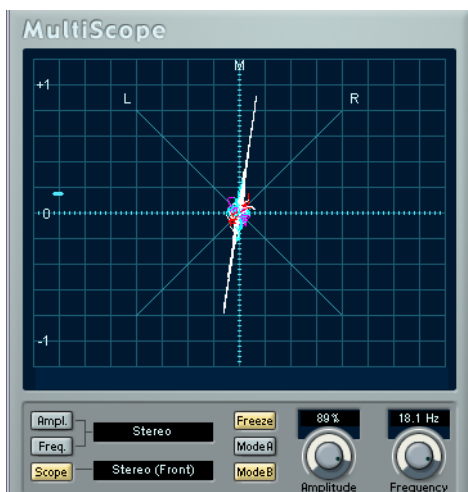 MultiScope
M
+1
L R
0
-1
Ampl.
Stereo
Freq.
Scope
Stereo (Front)
Freeze
Mode A
Mode B
89%
Amplitude
18.1 Hz
Frequency